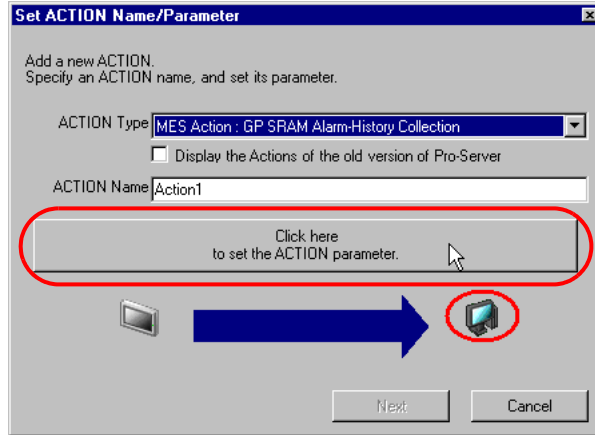 Set ACTION Name/Parameter
Add a new ACTION.
Specify an ACTION name, and set its parameter.
ACTION Type MES Action : GP SRAM Alarm-History Collection
Display the Actions of the old version of Pro-Server
ACTION Name Action1
Click here
to set the ACTION parameter.
Next Cancel